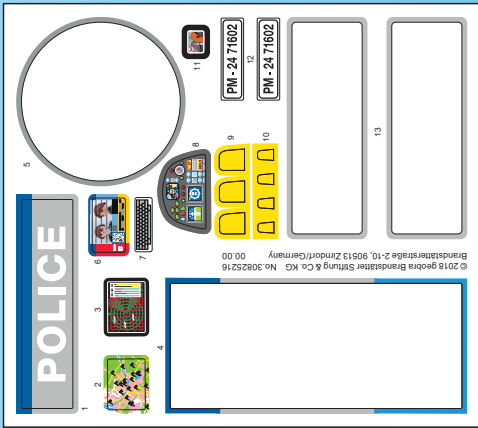 POLICE
1
2
3
4
5
6
7
8
9
10
11
12
13
PM - 24 71602
PM - 24 71602
© 2018 geobra Brandstätter Stiftung & Co. KG No.30825216
Brandstätterstraße 2-10, 90513 Zirndorf/Germany 00.00